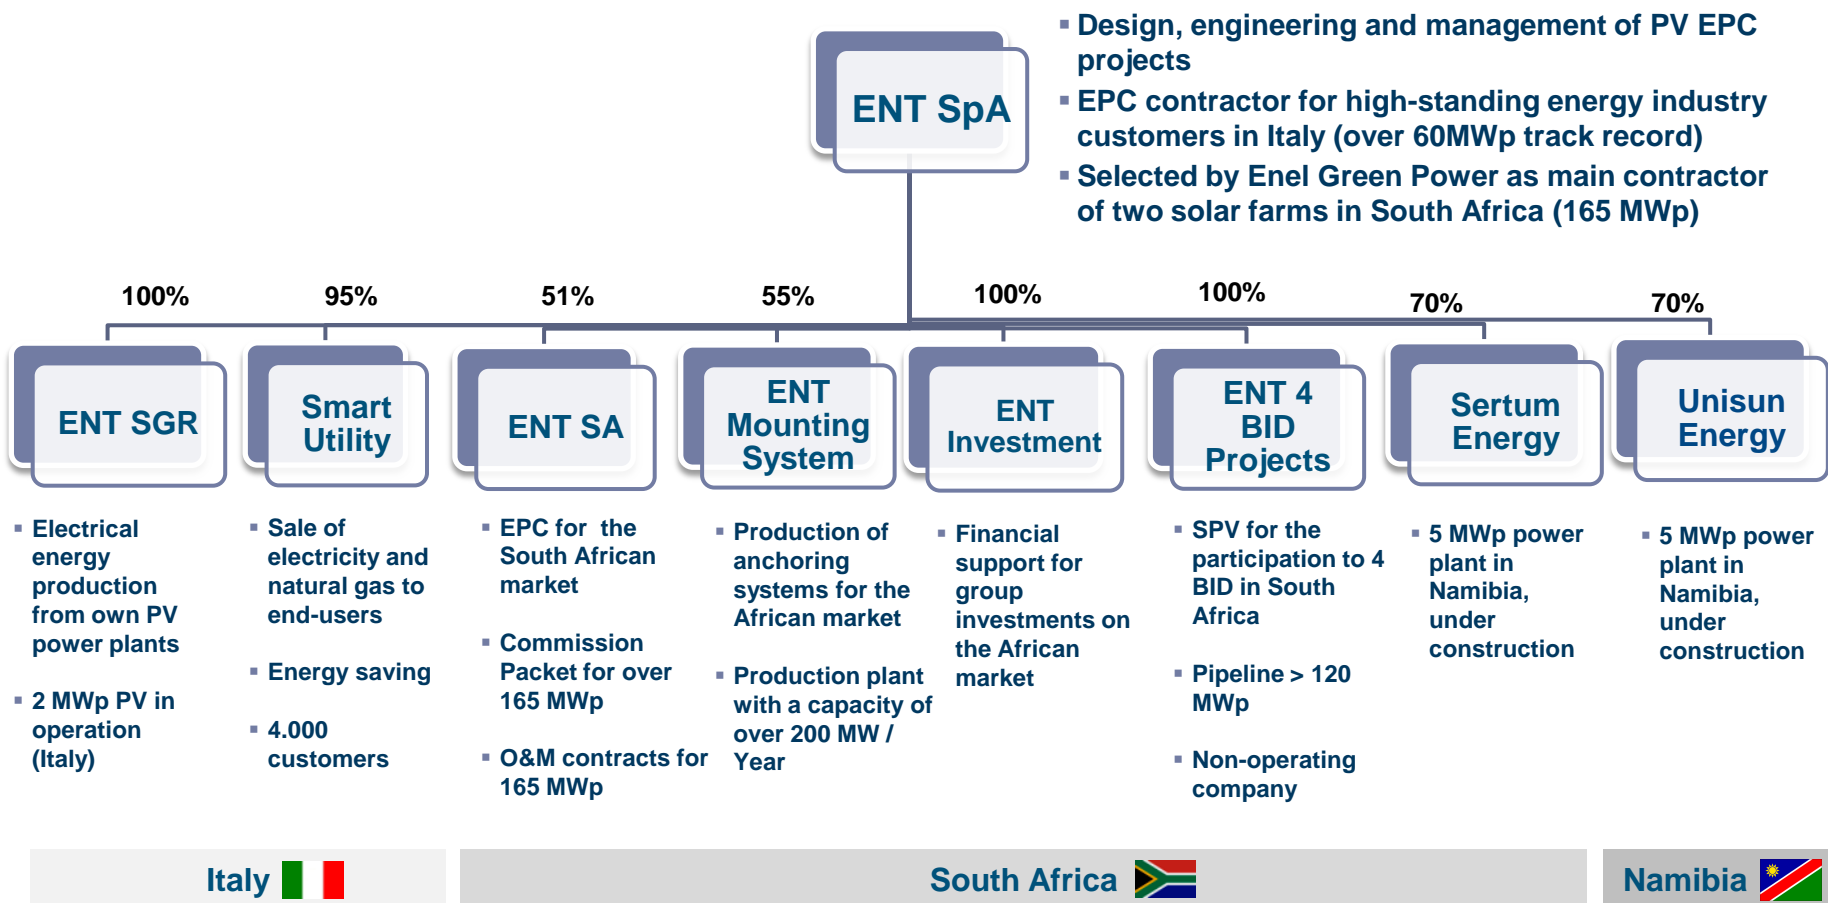 ENT SpA
Design, engineering and management of PV EPC
projects
EPC contractor for high-standing energy industry
customers in Italy (over 60MWp track record)
Selected by Enel Green Power as main contractor
of two solar farms in South Africa (165 MWp)
100%
95%
51%
55%
100%
100%
70%
70%
ENT SGR
Smart
Utility
ENT SA
ENT
Mounting
System
ENT
Investment
ENT 4
BID
Projects
Sertum
Energy
Unisun
Energy
Electrical
energy
production
from own PV
power plants
2 MWp PV in
operation
(Italy)
Sale of
electricity and
natural gas to
end-users
Energy saving
4.000
customers
EPC for the
South African
market
Commission
Packet for over
165 MWp
O&M contracts for
165 MWp
Production of
anchoring
systems for the
African market
Production plant
with a capacity of
over 200 MW /
Year
Financial
support for
group
investments on
the African
market
SPV for the
participation to 4
BID in South
Africa
Pipeline > 120
MWp
Non-operating
company
5 MWp power
plant in
Namibia,
under
construction
5 MWp power
plant in
Namibia,
under
construction
Italy
South Africa
Namibia